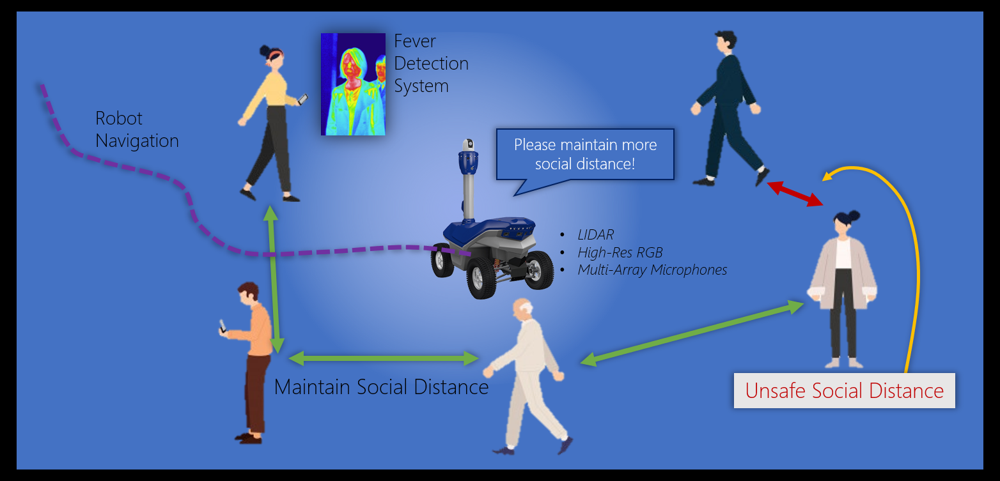 Fever
Detection
System
Robot
Navigation
Please maintain more
social distance!
• LIDAR
• High-Res RGB
• Multi-Array Microphones
Maintain Social Distance
Unsafe Social Distance